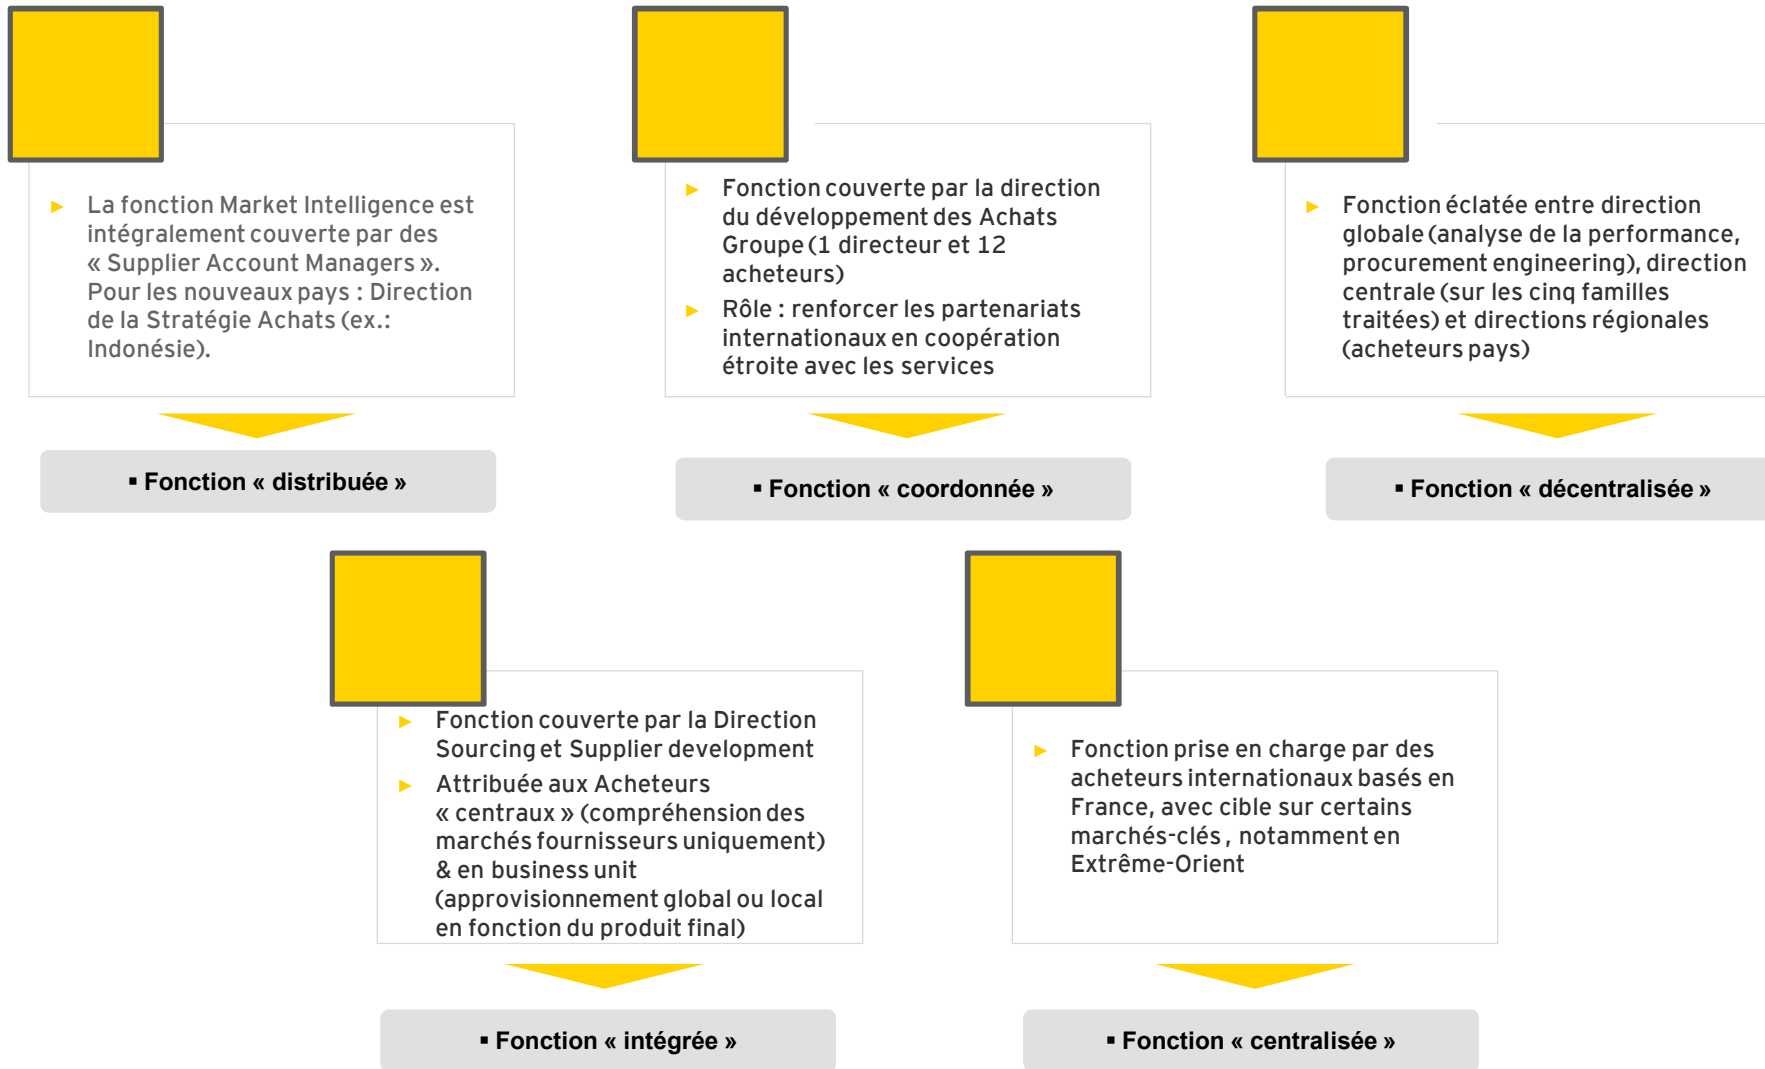 ► La fonction Market Intelligence est
intégralement couverte par des
« Supplier Account Managers ».
Pour les nouveaux pays : Direction
de la Stratégie Achats (ex.:
Indonésie).
▪ Fonction « distribuée »
► Fonction couverte par la direction
du développement des Achats
Groupe (1 directeur et 12
acheteurs)
► Rôle : renforcer les partenariats
internationaux en coopération
étroite avec les services
▪ Fonction « coordonnée »
► Fonction éclatée entre direction
globale (analyse de la performance,
procurement engineering), direction
centrale (sur les cinq familles
traitées) et directions régionales
(acheteurs pays)
▪ Fonction « décentralisée »
► Fonction couverte par la Direction
Sourcing et Supplier development
► Attribuée aux Acheteurs
« centraux » (compréhension des
marchés fournisseurs uniquement)
& en business unit
(approvisionnement global ou local
en fonction du produit final)
▪ Fonction « intégrée »
► Fonction prise en charge par des
acheteurs internationaux basés en
France, avec cible sur certains
marchés-clés , notamment en
Extrême-Orient
▪ Fonction « centralisée »